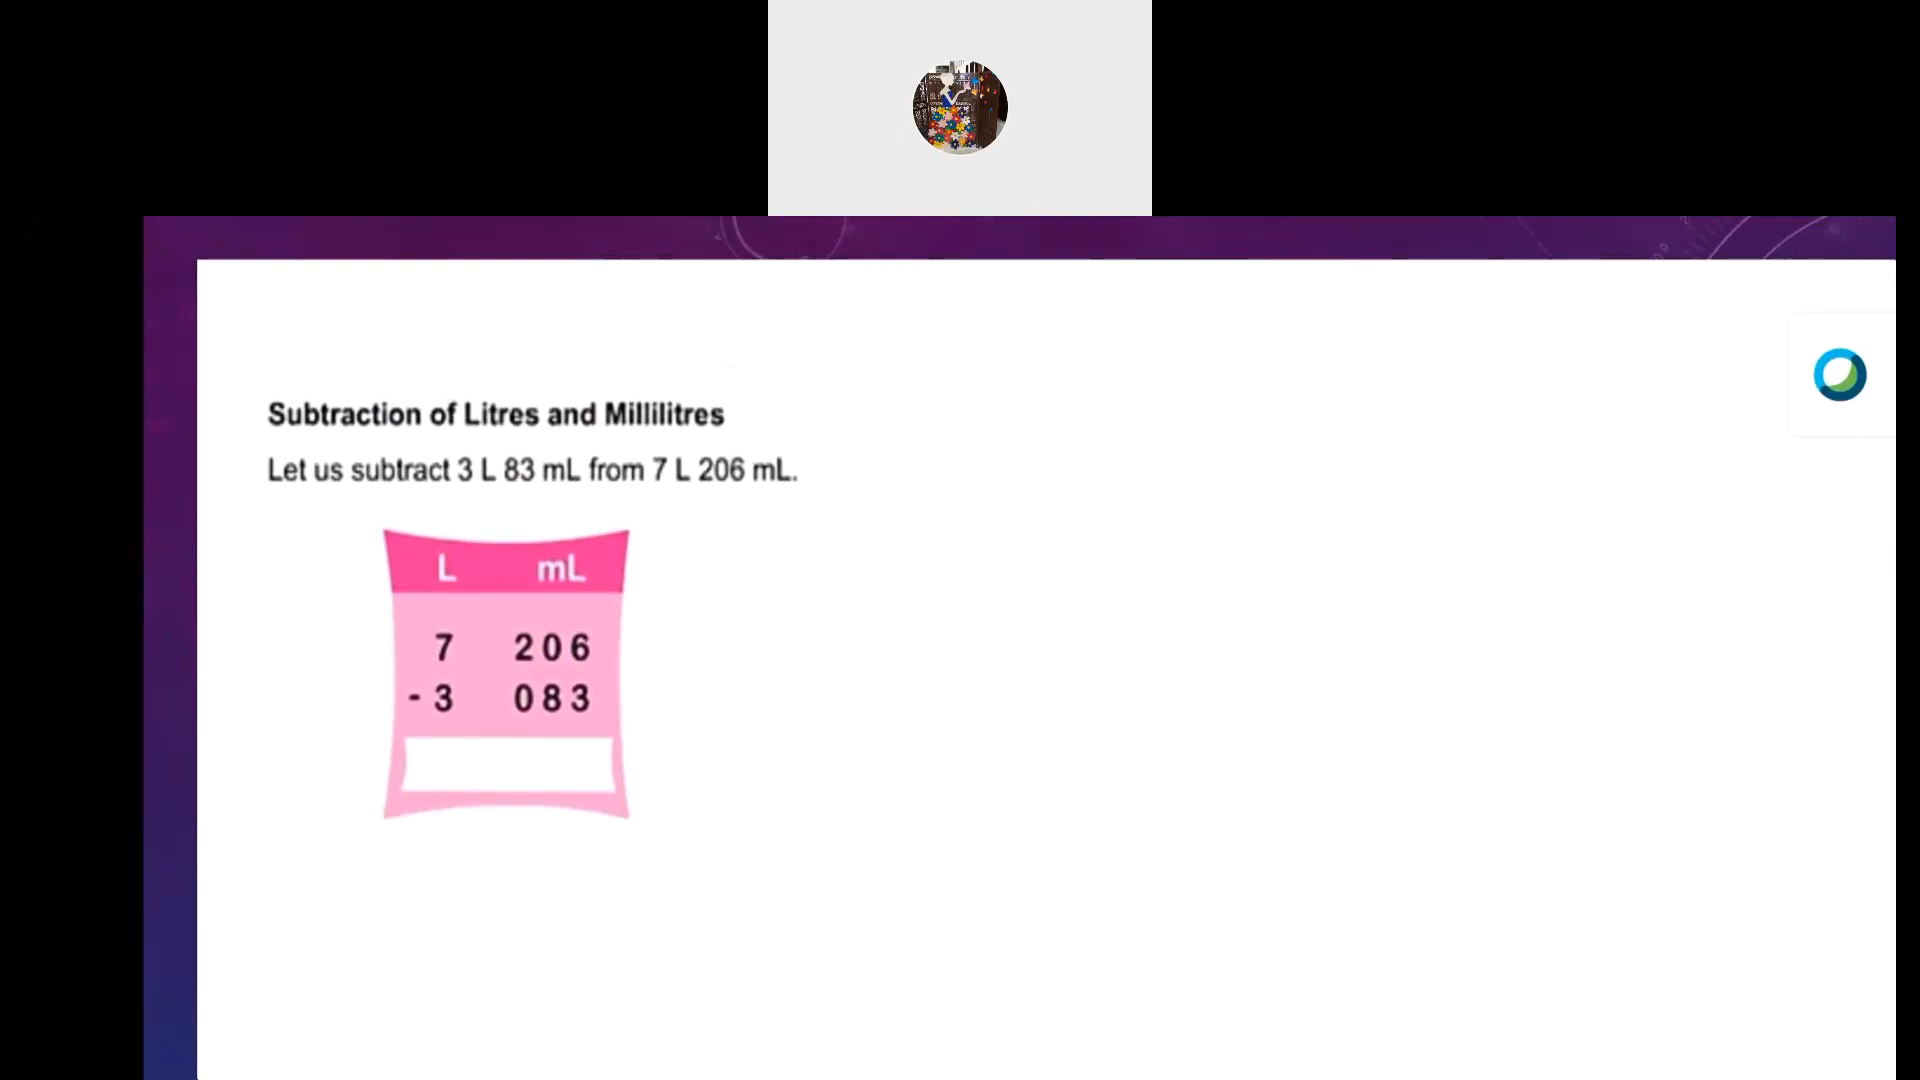 Subtraction of Litres and Millilitres
Let us subtract 3 L 83 mL from 7 L 206 mL.
L mL
7 206
- 3 083